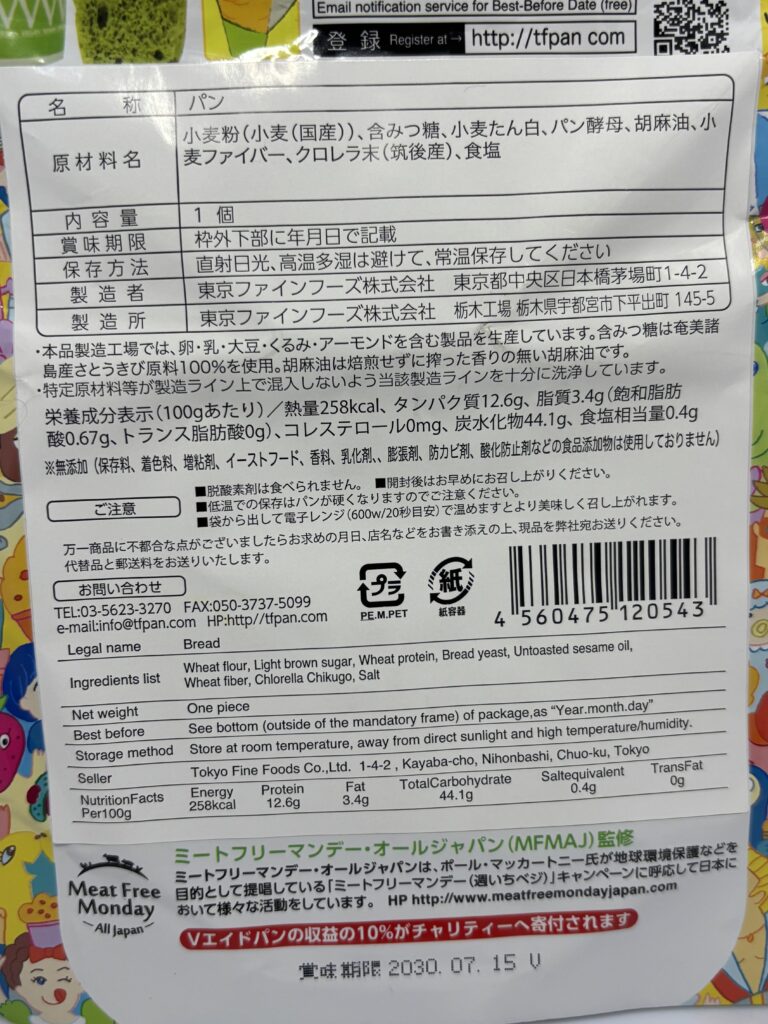 Email notification service for Best-Before Date (free)
登録 Register at→ http://tfpan com
名称 パン
原材料名 小麦粉(小麦(国産))、含みつ糖、小麦たん白、パン酵母、胡麻油、小
麦ファイバー、クロレラ末(筑後産)、食塩
内容量 1 個
賞味期限 枠外下部に年月日で記載
保存方法 直射日光、高温多湿は避けて、常温保存してください
製造者 東京ファインフーズ株式会社 東京都中央区日本橋茅場町1-4-2
製造所 東京ファインフーズ株式会社 栃木工場 栃木県宇都宮市下平出町 145-5
・本品製造工場では、卵・乳・大豆・くるみ・アーモンドを含む製品を生産しています。含みつ糖は奄美諸
島産さとうきび原料100%を使用。胡麻油は焙煎せずに搾った香りの無い胡麻油です。
・特定原材料等が製造ライン上で混入しないよう当該製造ラインを十分に洗浄しています。
栄養成分表示(100gあたり)/熱量258kcal、タンパク質12.6g、脂質3.4g(飽和脂肪
酸0.67g、トランス脂肪酸0g)、コレステロール0mg、炭水化物44.1g、食塩相当量0.4g
※無添加(保存料、着色料、増粘剤、イーストフード、香料、乳化剤、、膨張剤、防カビ剤、酸化防止剤などの食品添加物は使用しておりません)
ご注意
■脱酸素剤は食べられません。 ■開封後はお早めにお召し上がりください。
■低温での保存はパンが硬くなりますのでご注意ください。
■袋から出して電子レンジ(600w/20秒目安)で温めますとより美味しく召し上がれます。
万一商品に不都合な点がございましたらお求めの月日、店名などをお書き添えの上、現品を弊社宛お送りください。
代替品と郵送料をお送りいたします。
お問い合わせ
TEL:03-5623-3270 FAX:050-3737-5099
e-mail:info@tfpan.com HP:http//tfpan.com
プラ
P.E.M.PET
紙
紙容器
4 560475 120543
Legal name Bread
Ingredients list Wheat flour, Light brown sugar, Wheat protein, Bread yeast, Untoasted sesame oil,
Wheat fiber, Chlorella Chikugo, Salt
Net weight One piece
Best before See bottom (outside of the mandatory frame) of package,as “Year.month.day”
Storage method Store at room temperature, away from direct sunlight and high temperature/humidity.
Seller Tokyo Fine Foods Co.,Ltd. 1-4-2 , Kayaba-cho, Nihonbashi, Chuo-ku, Tokyo
NutritionFacts Energy Protein Fat TotalCarbohydrate Saltequivalent TransFat
Per100g 258kcal 12.6g 3.4g 44.1g 0.4g 0g
Meat Free
Monday
All Japan
ミートフリーマンデー・オールジャパン(MFMAJ)監修
ミートフリーマンデー・オールジャパンは、ポール・マッカートニー氏が地球環境保護などを
目的として提唱している「ミートフリーマンデー(週いちベジ)」キャンペーンに呼応して日本に
おいて様々な活動をしています。 HP http://www.meatfreemondayjapan.com
Vエイドパンの収益の10%がチャリティーへ寄付されます
賞味期限 2030. 07. 15 V